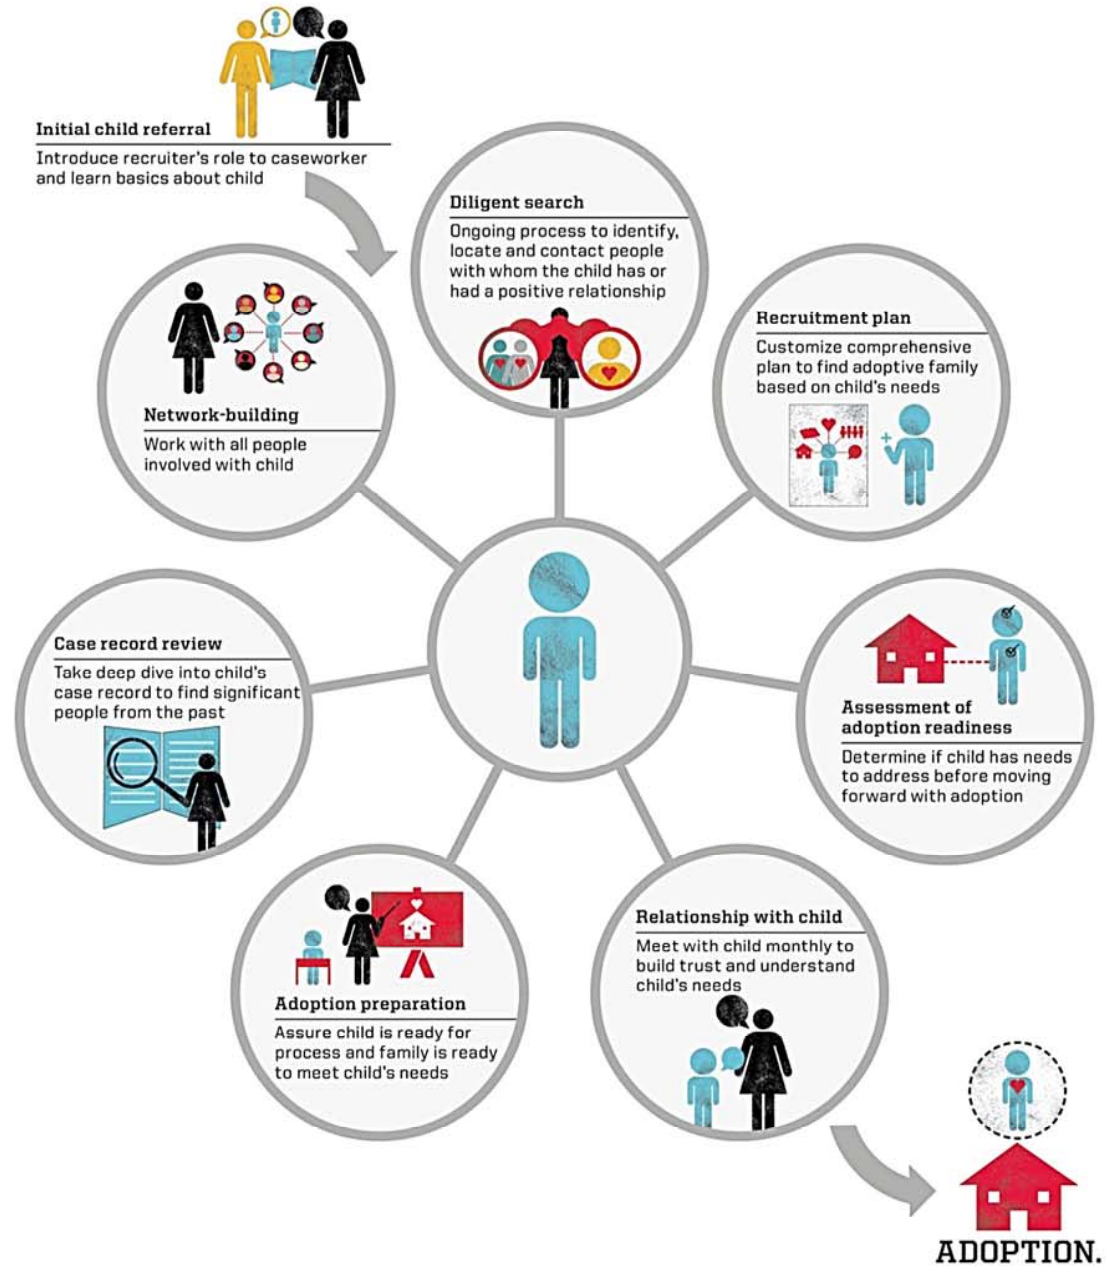 Initial child referral
Introduce recruiter's role to caseworker
and learn basics about child
Diligent search
Ongoing process to identify,
locate and contact people
with whom the child has or
had a positive relationship
Recruitment plan
Customize comprehensive
plan to find adoptive family
based on child's needs
Network-building
Work with all people
involved with child
Case record review
Take deep dive into child's
case record to find significant
people from the past
Assessment of
adoption readiness
Determine if child has needs
to address before moving
forward with adoption
Adoption preparation
Assure child is ready for
process and family is ready
to meet child's needs
Relationship with child
Meet with child monthly to
build trust and understand
child's needs
ADOPTION.